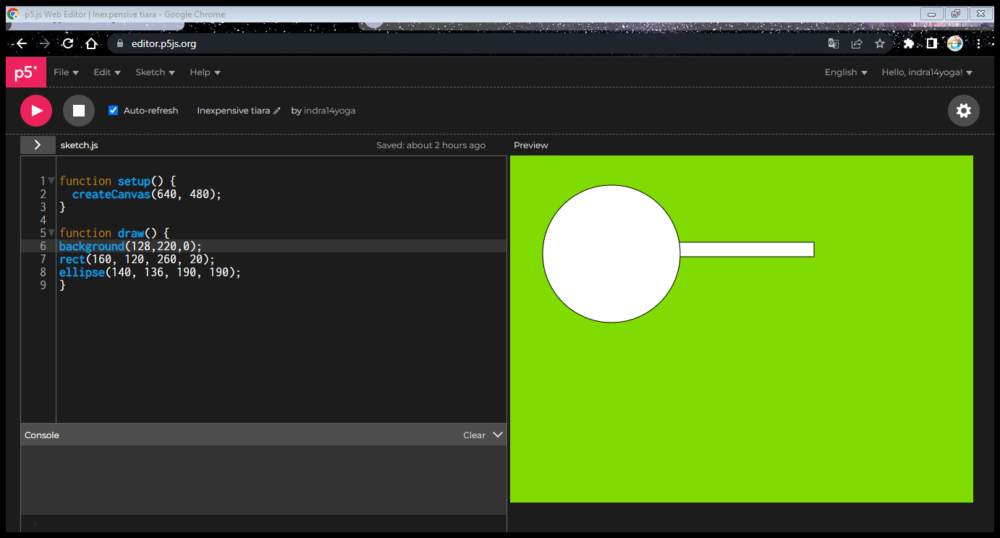 p5.js Web Editor | Inexpensive tiara - Google Chrome
editor.p5js.org
p5* File Edit Sketch Help English Hello, indra14yoga!
Auto-refresh Inexpensive tiara by indra14yoga
> sketch.js Saved: about 2 hours ago Preview
1 function setup() {
2   createCanvas(640, 480);
3 }
4
5 function draw() {
6 background(128,220,0);
7 rect(160, 120, 260, 20);
8 ellipse(140, 136, 190, 190);
9 }
Console Clear
>